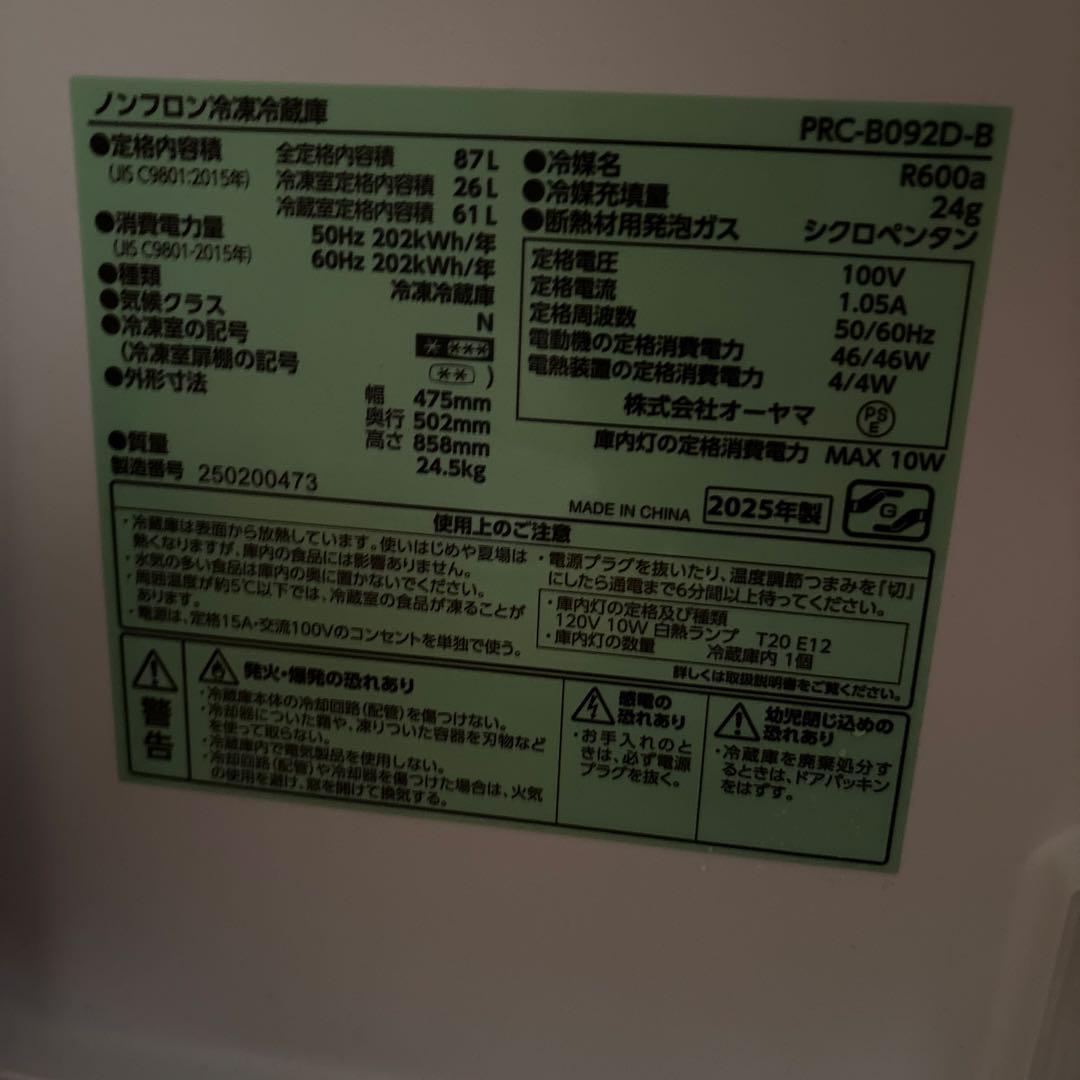 ノンフロン冷凍冷蔵庫
PRC-B092D-B
●定格内容積 全定格内容積 87L
(JIS C9801:2015年) 冷凍室定格内容積 26L
冷蔵室定格内容積 61L
●消費電力量 50Hz 202kWh/年
(JIS C9801-2015年) 60Hz 202kWh/年
●種類 冷凍冷蔵庫
●気候クラス N
●冷凍室の記号 * ***
(冷凍室扉棚の記号 ** )
●外形寸法 幅 475mm
奥行 502mm
高さ 858mm
●質量 24.5kg
製造番号 250200473
●冷媒名 R600a
●冷媒充填量 24g
●断熱材用発泡ガス シクロペンタン
定格電圧 100V
定格電流 1.05A
定格周波数 50/60Hz
電動機の定格消費電力 46/46W
電熱装置の定格消費電力 4/4W
株式会社オーヤマ PSE
庫内灯の定格消費電力 MAX 10W
MADE IN CHINA 2025年製 G
使用上のご注意
・冷蔵庫は表面から放熱しています。使いはじめや夏場は
熱くなりますが、庫内の食品には影響ありません。
・水気の多い食品は庫内の奥に置かないでください。
・周囲温度が約5℃以下では、冷蔵室の食品が凍ることが
あります。
・電源は、定格15A・交流100Vのコンセントを単独で使う。
・電源プラグを抜いたり、温度調節つまみを「切」
にしたら通電まで6分間以上待ってください。
・庫内灯の定格及び種類
120V 10W 白熱ランプ T20 E12
・庫内灯の数量 冷蔵庫内 1個
詳しくは取扱説明書をご覧ください。
警告
発火・爆発の恐れあり
・冷蔵庫本体の冷却回路(配管)を傷つけない。
・冷却器についた霜や、凍りついた容器を刃物など
を使って取らない。
・冷蔵庫内で電気製品を使用しない。
・冷却回路(配管)や冷却器を傷つけた場合は、火気
の使用を避け、窓を開けて換気する。
感電の
恐れあり
・お手入れのと
きは、必ず電源
プラグを抜く。
幼児閉じ込めの
恐れあり
・冷蔵庫を廃棄処分す
るときは、ドアパッキン
をはずす。